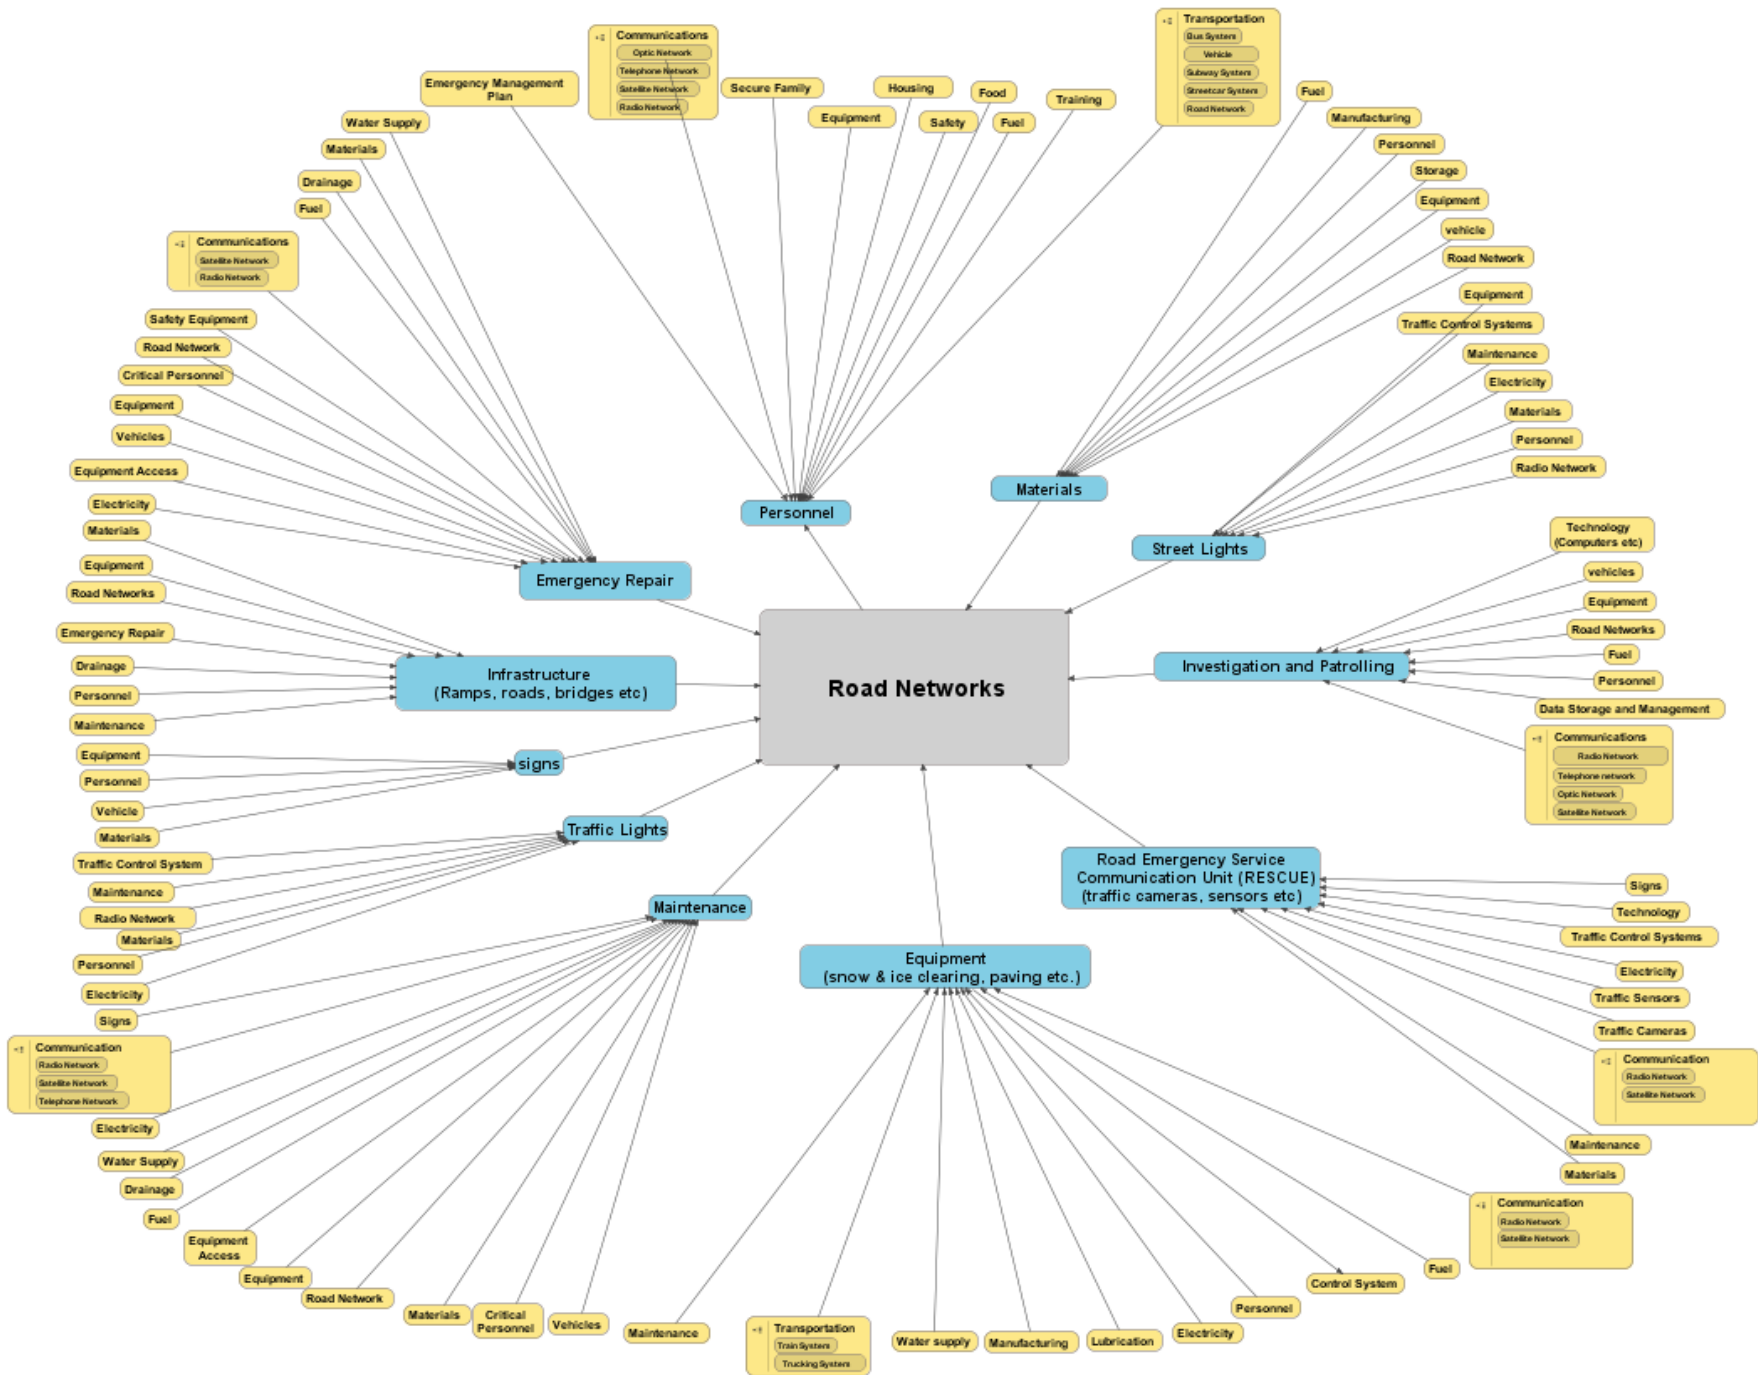 Communications
Optic Network
Telephone Network
Satellite Network
Radio Network
Transportation
Bus System
Vehicle
Subway System
Streetcar System
Road Network
Emergency Management
Plan
Secure Family
Equipment
Housing
Safety
Food
Fuel
Training
Water Supply
Materials
Drainage
Fuel
Communications
Satellite Network
Radio Network
Safety Equipment
Road Network
Critical Personnel
Equipment
Vehicles
Equipment Access
Electricity
Fuel
Manufacturing
Personnel
Storage
Equipment
vehicle
Road Network
Equipment
Traffic Control Systems
Maintenance
Electricity
Materials
Personnel
Radio Network
Personnel
Materials
Street Lights
Emergency Repair
Materials
Equipment
Road Networks
Emergency Repair
Drainage
Personnel
Maintenance
Infrastructure
(Ramps, roads, bridges etc)
Road Networks
Investigation and Patrolling
Technology
(Computers etc)
vehicles
Equipment
Road Networks
Fuel
Personnel
Data Storage and Management
Communications
Radio Network
Telephone network
Optic Network
Satellite Network
Equipment
Personnel
Vehicle
Materials
signs
Traffic Lights
Traffic Control System
Maintenance
Radio Network
Materials
Personnel
Electricity
Maintenance
Signs
Communication
Radio Network
Satellite Network
Telephone Network
Electricity
Water Supply
Drainage
Fuel
Equipment
Access
Equipment
Road Network
Materials
Critical
Personnel
Vehicles
Equipment
(snow & ice clearing, paving etc.)
Maintenance
Transportation
Train System
Trucking System
Water supply
Manufacturing
Lubrication
Electricity
Personnel
Control System
Fuel
Communication
Radio Network
Satellite Network
Road Emergency Service
Communication Unit (RESCUE)
(traffic cameras, sensors etc)
Signs
Technology
Traffic Control Systems
Electricity
Traffic Sensors
Traffic Cameras
Communication
Radio Network
Satellite Network
Maintenance
Materials